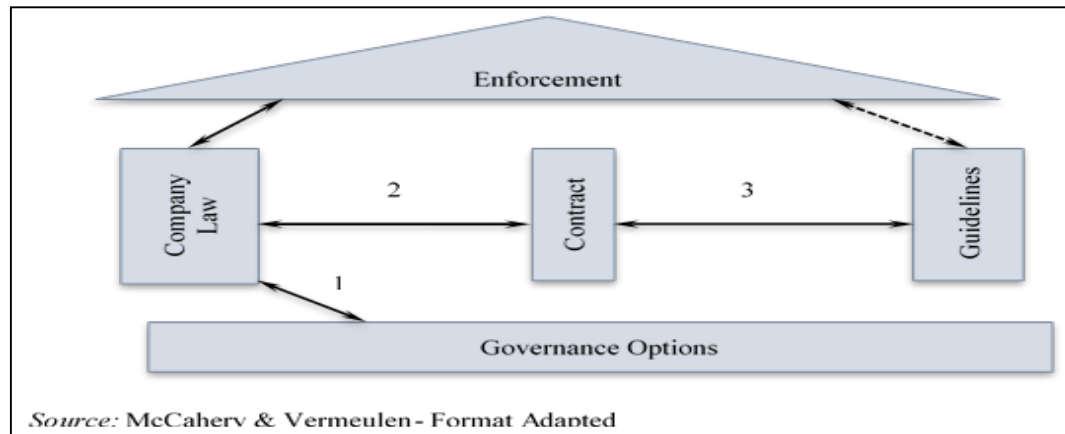 Enforcement
Company
Law
2
Contract
3
Guidelines
1
Governance Options
Source: McCahery & Vermeulen - Format Adapted